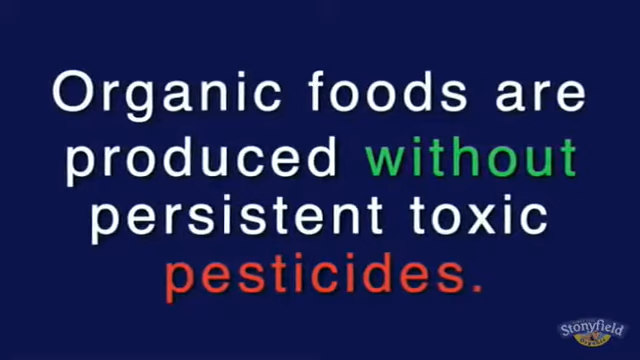 Organic foods are
produced without
persistent toxic
pesticides.
Stonyfield